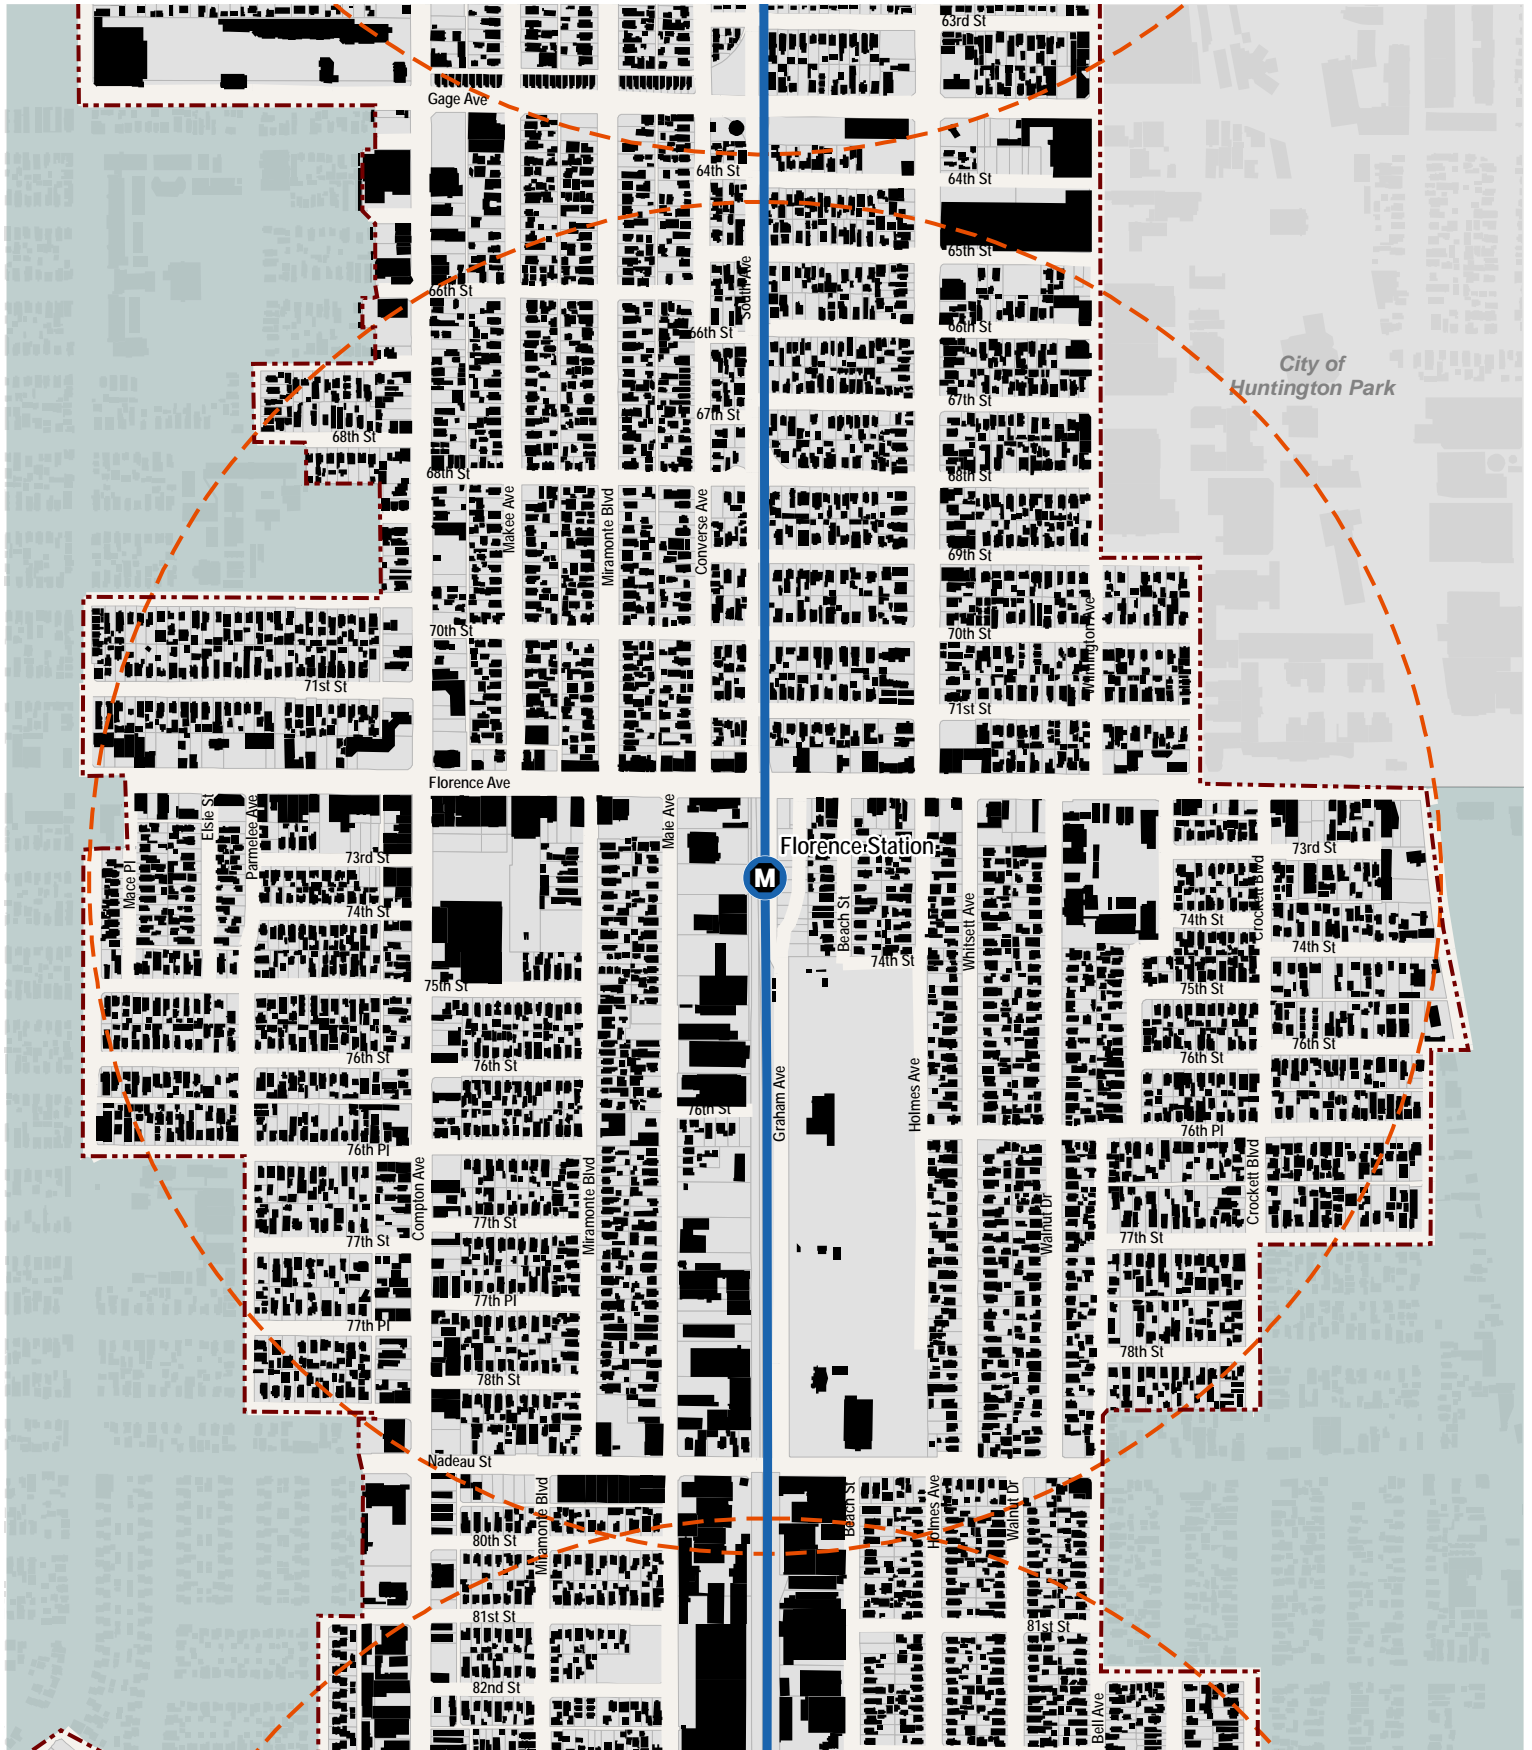 63rd St
Gage Ave
64th St
64th St
65th St
South Ave
66th St
66th St
66th St
City of
Huntington Park
67th St
67th St
68th St
68th St
68th St
Makee Ave
Miramonte Blvd
Converse Ave
69th St
70th St
70th St
Wilmington Ave
71st St
71st St
Florence Ave
Elsie St
Parmelee Ave
Maie Ave
Florence Station
73rd St
73rd St
Mace Pl
M
74th St
Beach St
Whitsett Ave
74th St
Crockett Blvd
74th St
74th St
75th St
75th St
76th St
76th St
76th St
76th St
76th St
Graham Ave
Holmes Ave
76th Pl
76th Pl
Compton Ave
Miramonte Blvd
Walnut Dr
Crockett Blvd
77th St
77th St
77th St
77th Pl
77th Pl
78th St
78th St
Nadeau St
Miramonte Blvd
Beach St
Holmes Ave
Walnut Dr
80th St
81st St
81st St
82nd St
Bell Ave